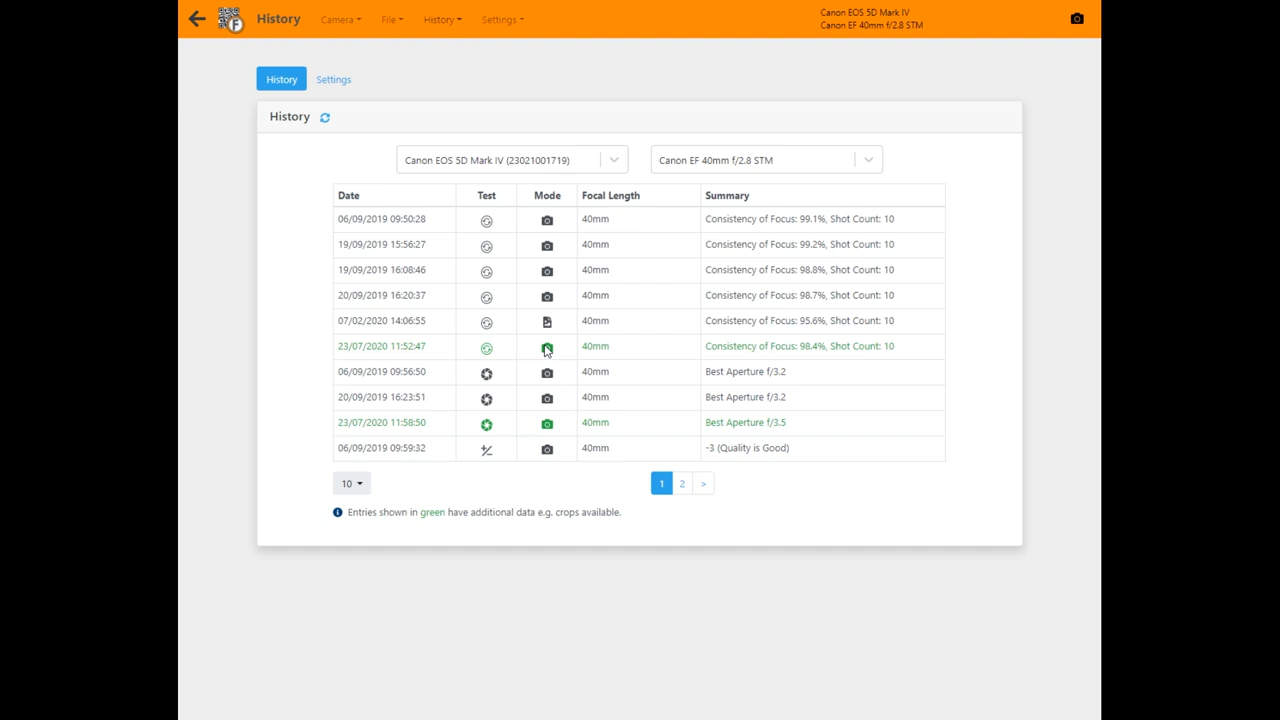 History Camera File History Settings
Canon EOS 5D Mark IV
Canon EF 40mm f/2.8 STM
F
History Settings
History
Canon EOS 5D Mark IV (23021001719) Canon EF 40mm f/2.8 STM
Date Test Mode Focal Length Summary
06/09/2019 09:50:28 40mm Consistency of Focus: 99.1%, Shot Count: 10
19/09/2019 15:56:27 40mm Consistency of Focus: 99.2%, Shot Count: 10
19/09/2019 16:08:46 40mm Consistency of Focus: 98.8%, Shot Count: 10
20/09/2019 16:20:37 40mm Consistency of Focus: 98.7%, Shot Count: 10
07/02/2020 14:06:55 40mm Consistency of Focus: 95.6%, Shot Count: 10
23/07/2020 11:52:47 40mm Consistency of Focus: 98.4%, Shot Count: 10
06/09/2019 09:56:50 40mm Best Aperture f/3.2
20/09/2019 16:23:51 40mm Best Aperture f/3.2
23/07/2020 11:58:50 40mm Best Aperture f/3.5
06/09/2019 09:59:32 40mm -3 (Quality is Good)
10 1 2 >
Entries shown in green have additional data e.g. crops available.